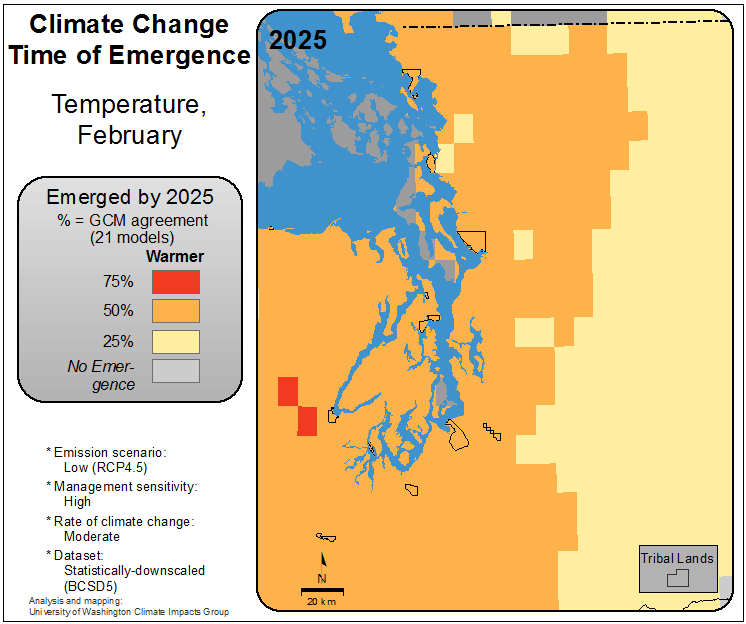 Climate Change
Time of Emergence
Temperature,
February
Emerged by 2025
% = GCM agreement
(21 models)
Warmer
75%
50%
25%
No Emer-
gence
* Emission scenario:
Low (RCP4.5)
* Management sensitivity:
High
* Rate of climate change:
Moderate
* Dataset:
Statistically-downscaled
(BCSD5)
Analysis and mapping:
University of Washington Climate Impacts Group
2025
N
20 km
Tribal Lands